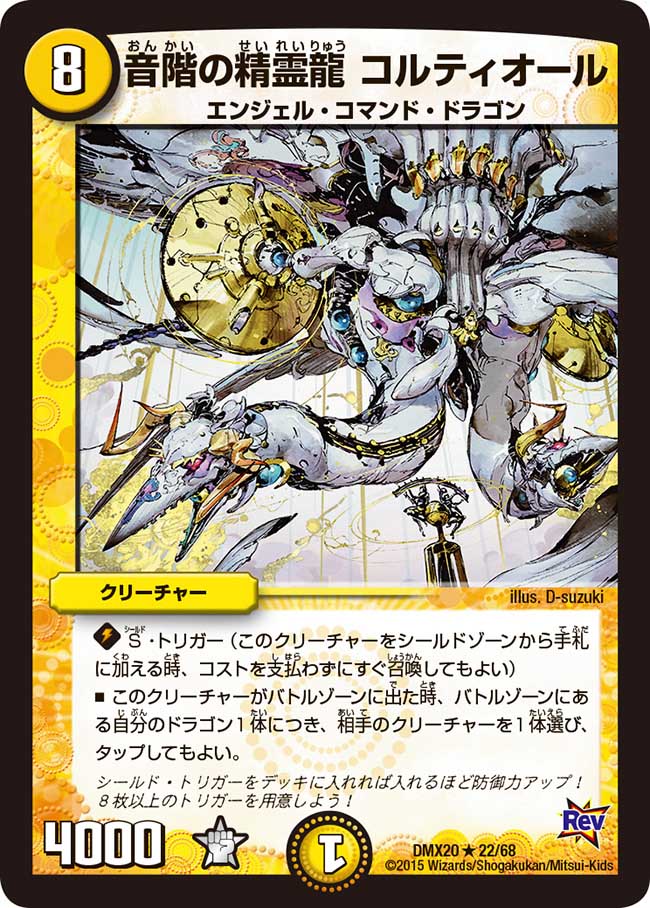 8
音階の精霊龍 コルティオール
おんかい せいれいりゅう
エンジェル・コマンド・ドラゴン
クリーチャー
illus. D-suzuki
S・トリガー（このクリーチャーをシールドゾーンから手札
に加える時、コストを支払わずにすぐ召喚してもよい）
■ このクリーチャーがバトルゾーンに出た時、バトルゾーンにあ
る自分のドラゴン1体につき、相手のクリーチャーを1体選び、
タップしてもよい。
シールド・トリガーをデッキに入れれば入れるほど防御力アップ！
８枚以上のトリガーを用意しよう！
4000
1
Rev
DMX20★22/68
©2015 Wizards/Shogakukan/Mitsui-Kids